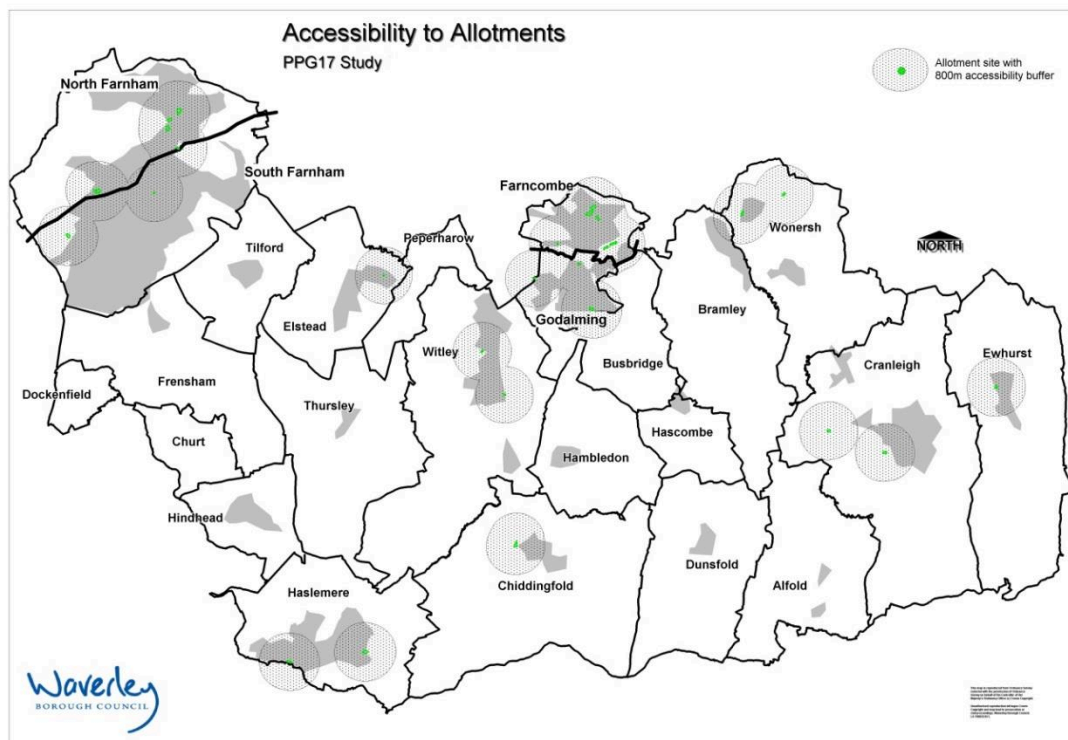 Accessibility to Allotments
PPG17 Study
Allotment site with
800m accessibility buffer
North Farnham
South Farnham
Farncombe
Wonersh
Peperharow
Tilford
NORTH
Elstead
Godalming
Bramley
Witley
Busbridge
Cranleigh
Ewhurst
Frensham
Dockenfield
Thursley
Hascombe
Churt
Hambledon
Hindhead
Dunsfold
Chiddingfold
Alfold
Haslemere
Waverley
BOROUGH COUNCIL